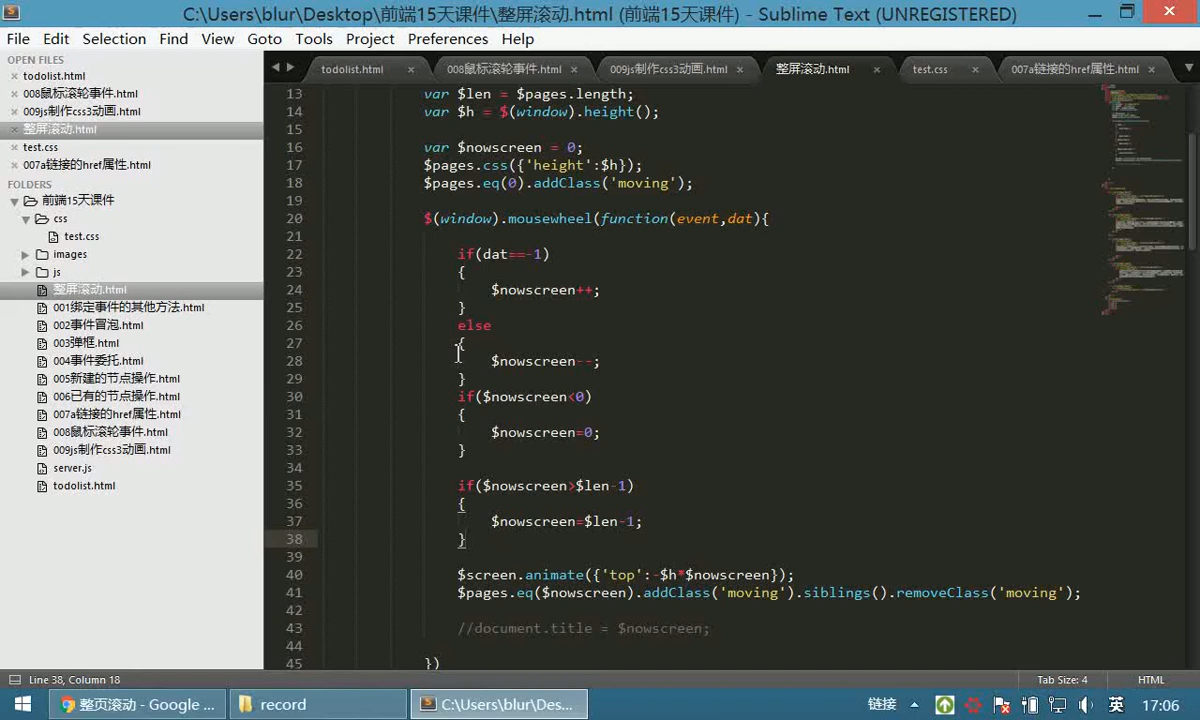 C:\Users\blur\Desktop\前端15天课件\整屏滚动.html (前端15天课件) - Sublime Text (UNREGISTERED)
File Edit Selection Find View Goto Tools Project Preferences Help
OPEN FILES
todolist.html
008鼠标滚轮事件.html
009js制作css3动画.html
整屏滚动.html
test.css
007a链接的href属性.html
FOLDERS
前端15天课件
css
test.css
images
js
整屏滚动.html
001绑定事件的其他方法.html
002事件冒泡.html
003弹框.html
004事件委托.html
005新建的节点操作.html
006已有的节点操作.html
007a链接的href属性.html
008鼠标滚轮事件.html
009js制作css3动画.html
server.js
todolist.html
todolist.html 008鼠标滚轮事件.html 009js制作css3动画.html 整屏滚动.html test.css 007a链接的href属性.html
13 var $len = $pages.length;
14 var $h = $(window).height();
15
16 var $nowscreen = 0;
17 $pages.css({'height':$h});
18 $pages.eq(0).addClass('moving');
19
20 $(window).mousewheel(function(event,dat){
21
22 if(dat==-1)
23 {
24 $nowscreen++;
25 }
26 else
27 {
28 $nowscreen--;
29 }
30 if($nowscreen<0)
31 {
32 $nowscreen=0;
33 }
34
35 if($nowscreen>$len-1)
36 {
37 $nowscreen=$len-1;
38 }
39
40 $screen.animate({'top':-$h*$nowscreen});
41 $pages.eq($nowscreen).addClass('moving').siblings().removeClass('moving');
42
43 //document.title = $nowscreen;
44
45 })
Line 38, Column 18 Tab Size: 4 HTML
整页滚动 - Google ... record C:\Users\blur\Des... 链接 英 17:06